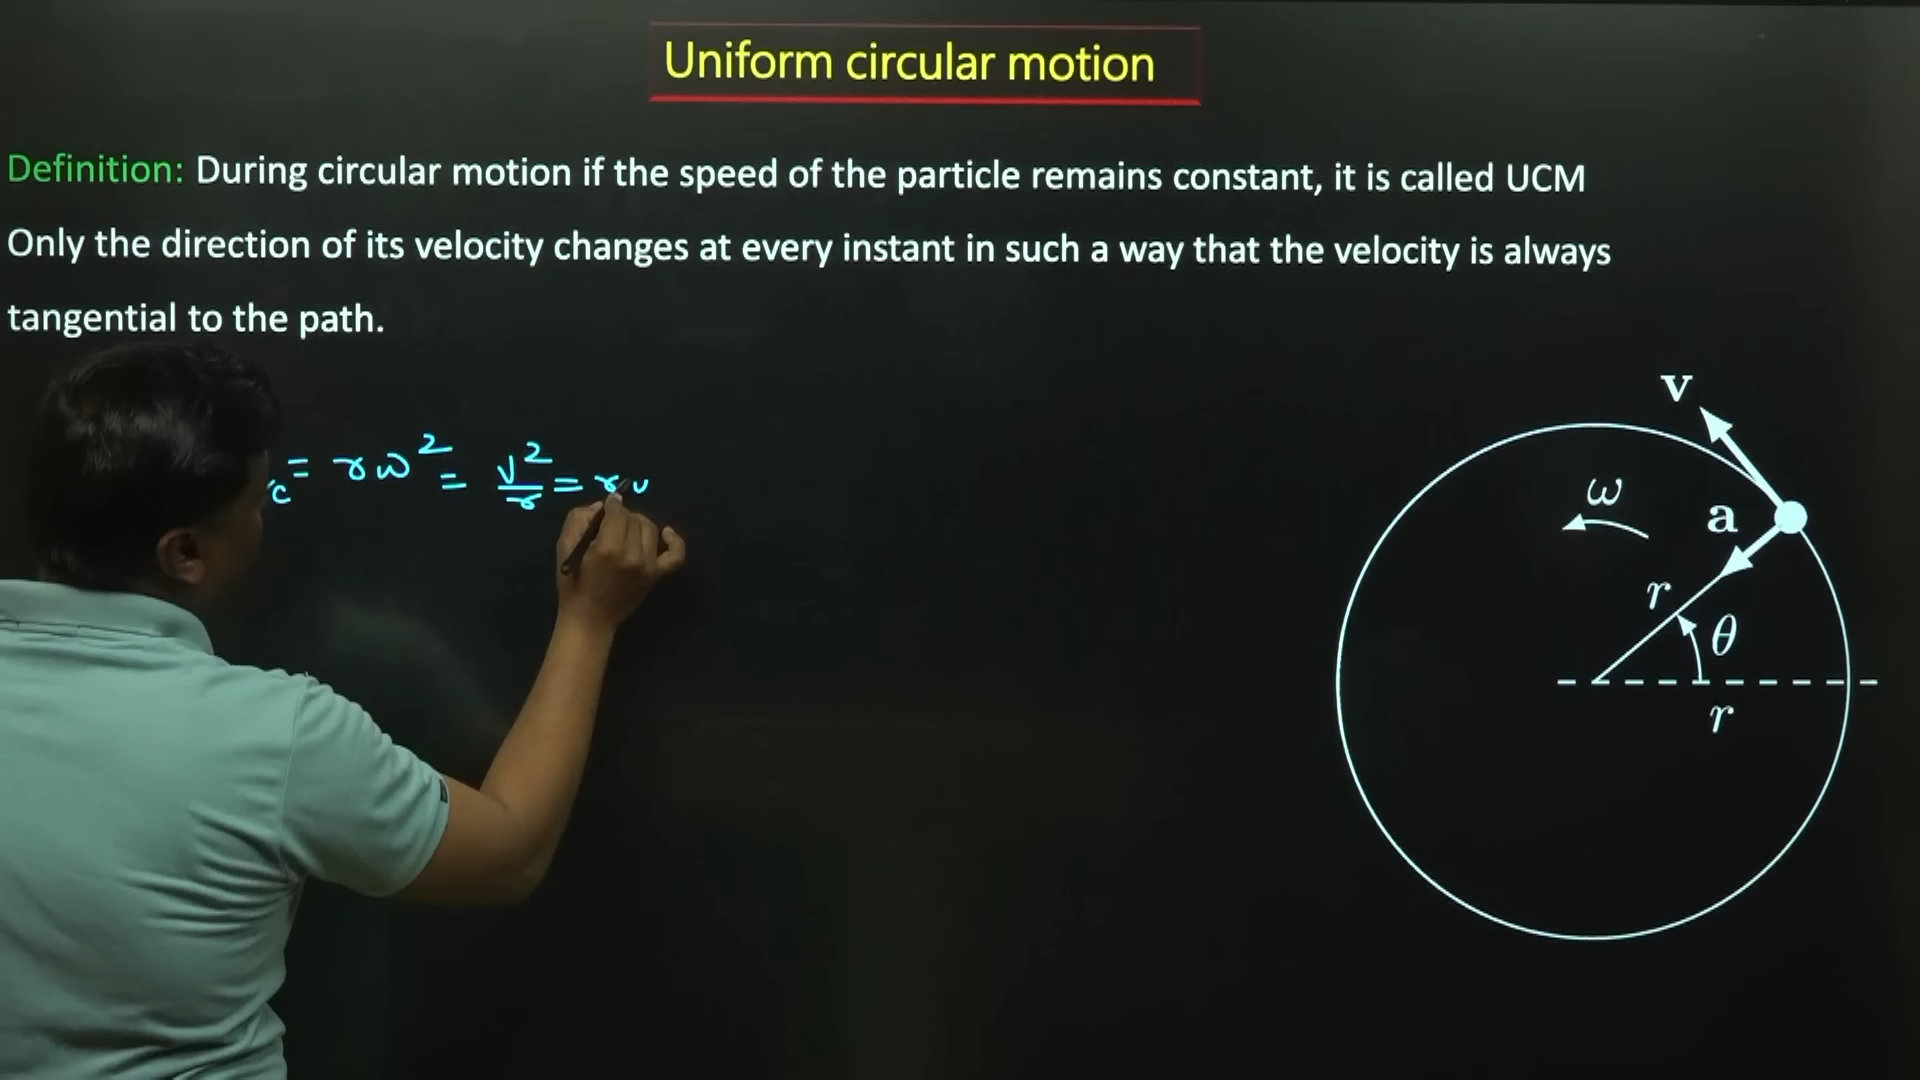 Uniform circular motion
Definition: During circular motion if the speed of the particle remains constant, it is called UCM
Only the direction of its velocity changes at every instant in such a way that the velocity is always
tangential to the path.
c = rω² = v²/r = r
v
ω
a
r
θ
r